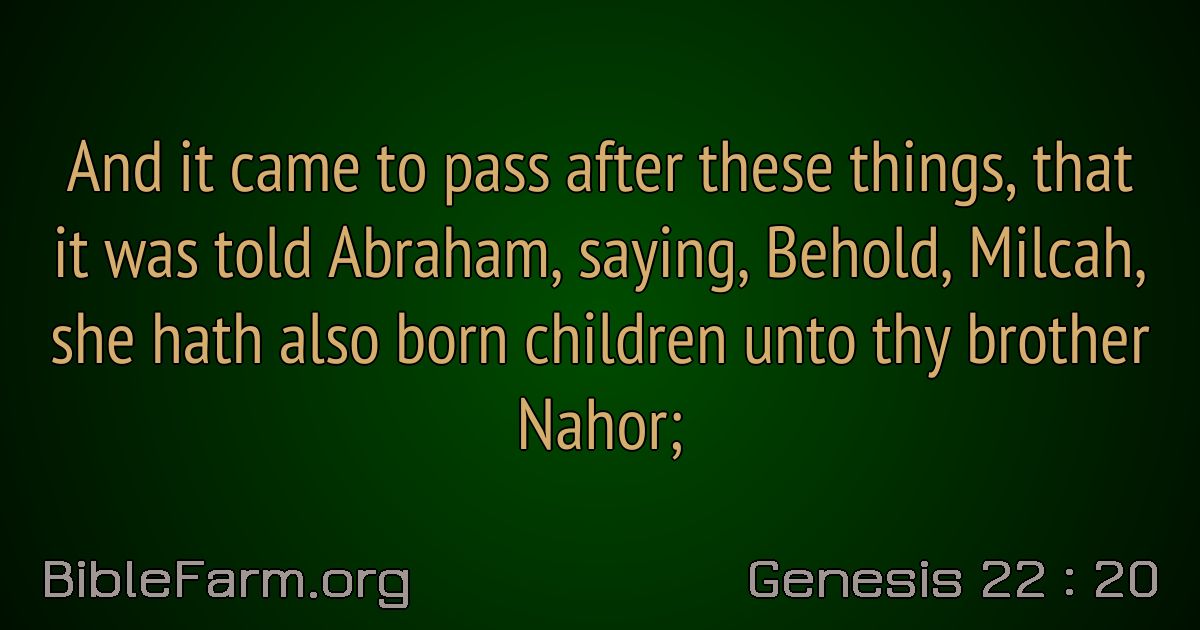 And it came to pass after these things, that
it was told Abraham, saying, Behold, Milcah,
she hath also born children unto thy brother
Nahor;
BibleFarm.org
Genesis 22 : 20